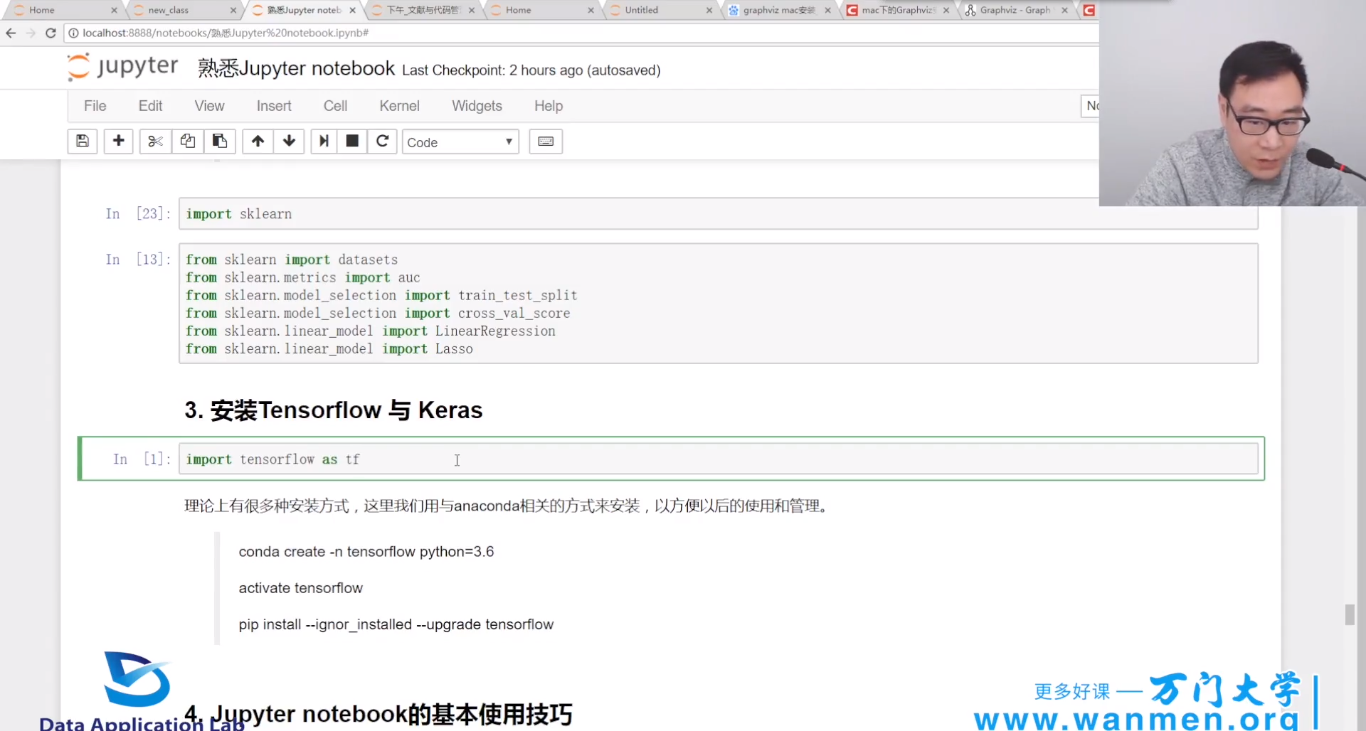 Home
new_class
熟悉Jupyter noteb
下午_文献与代码管
Home
Untitled
graphviz mac安装
mac下的Graphviz
Graphviz - Graph
localhost:8888/notebooks/熟悉Jupyter%20notebook.ipynb#
jupyter 熟悉Jupyter notebook Last Checkpoint: 2 hours ago (autosaved)
File Edit View Insert Cell Kernel Widgets Help
Code
In [23]: import sklearn
In [13]: from sklearn import datasets
from sklearn.metrics import auc
from sklearn.model_selection import train_test_split
from sklearn.model_selection import cross_val_score
from sklearn.linear_model import LinearRegression
from sklearn.linear_model import Lasso
3. 安装Tensorflow 与 Keras
In [1]: import tensorflow as tf
理论上有很多种安装方式，这里我们用与anaconda相关的方式来安装，以方便以后的使用和管理。
conda create -n tensorflow python=3.6
activate tensorflow
pip install --ignor_installed --upgrade tensorflow
4. Jupyter notebook的基本使用技巧
Data Application Lab
更多好课 — 万门大学
www.wanmen.org